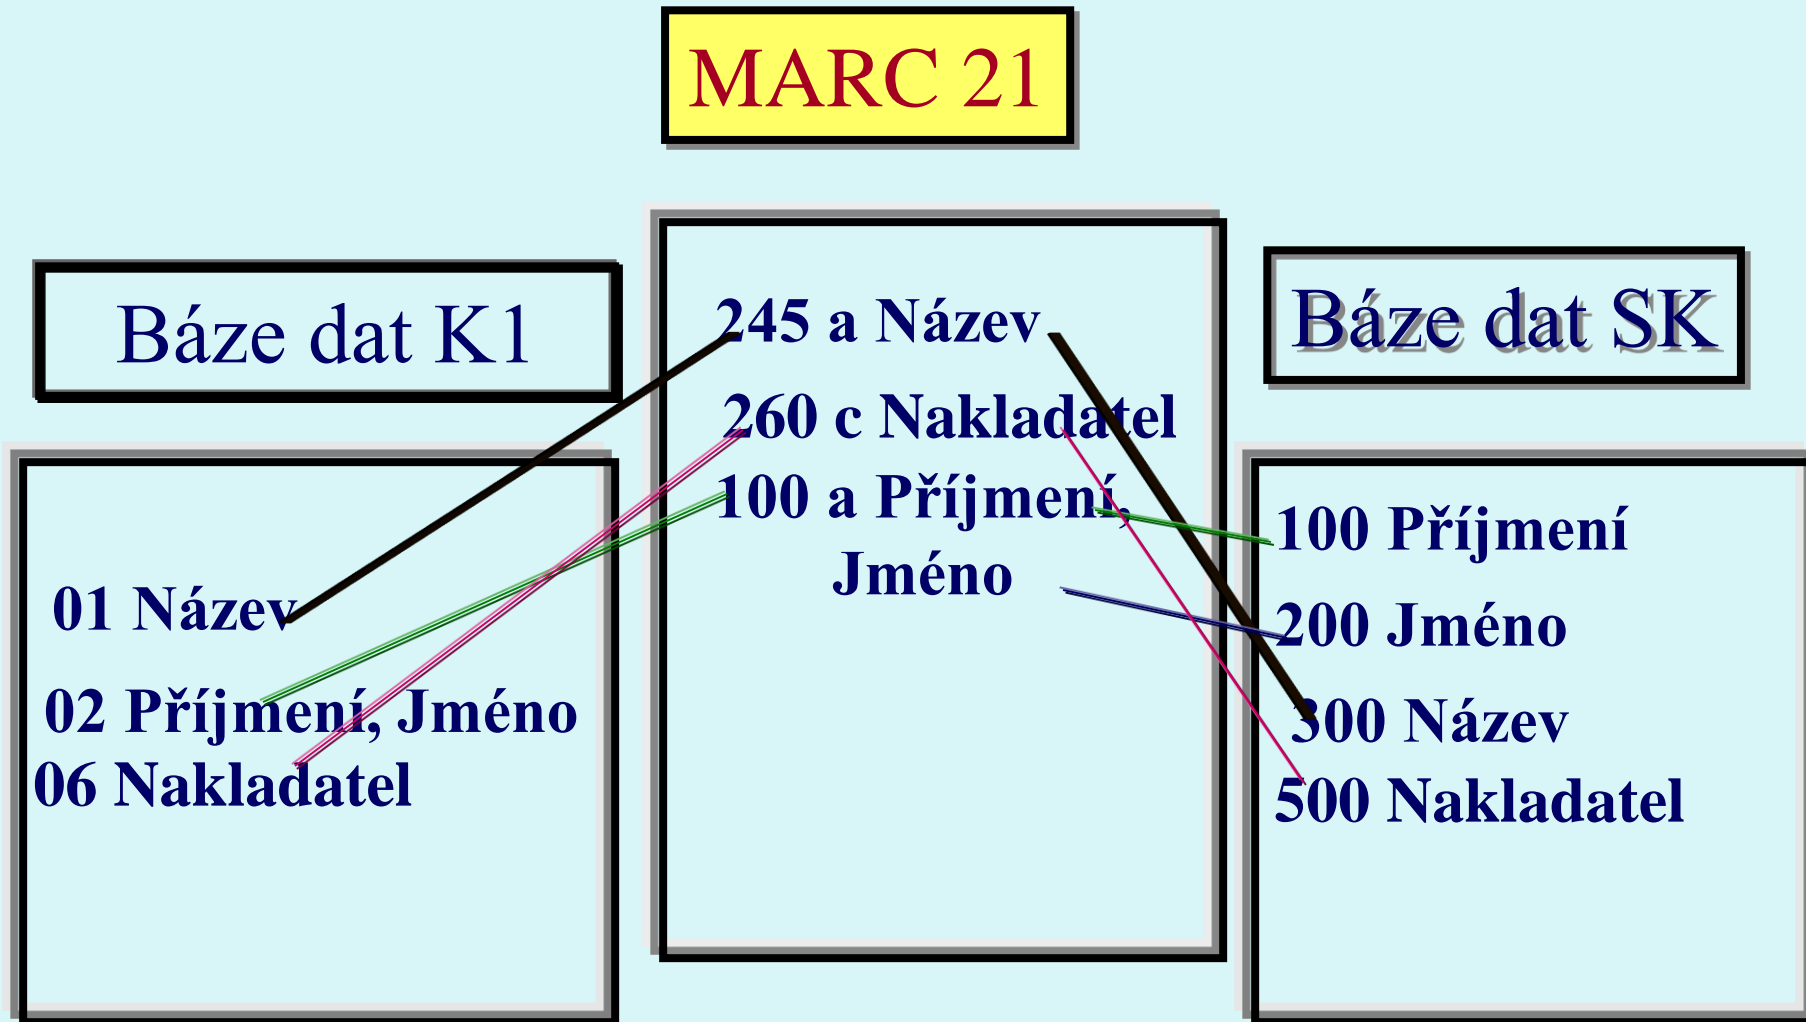 MARC 21
Báze dat K1
01 Název
02 Příjmení, Jméno
06 Nakladatel
245 a Název
260 c Nakladatel
100 a Příjmení,
Jméno
Báze dat SK
100 Příjmení
200 Jméno
300 Název
500 Nakladatel